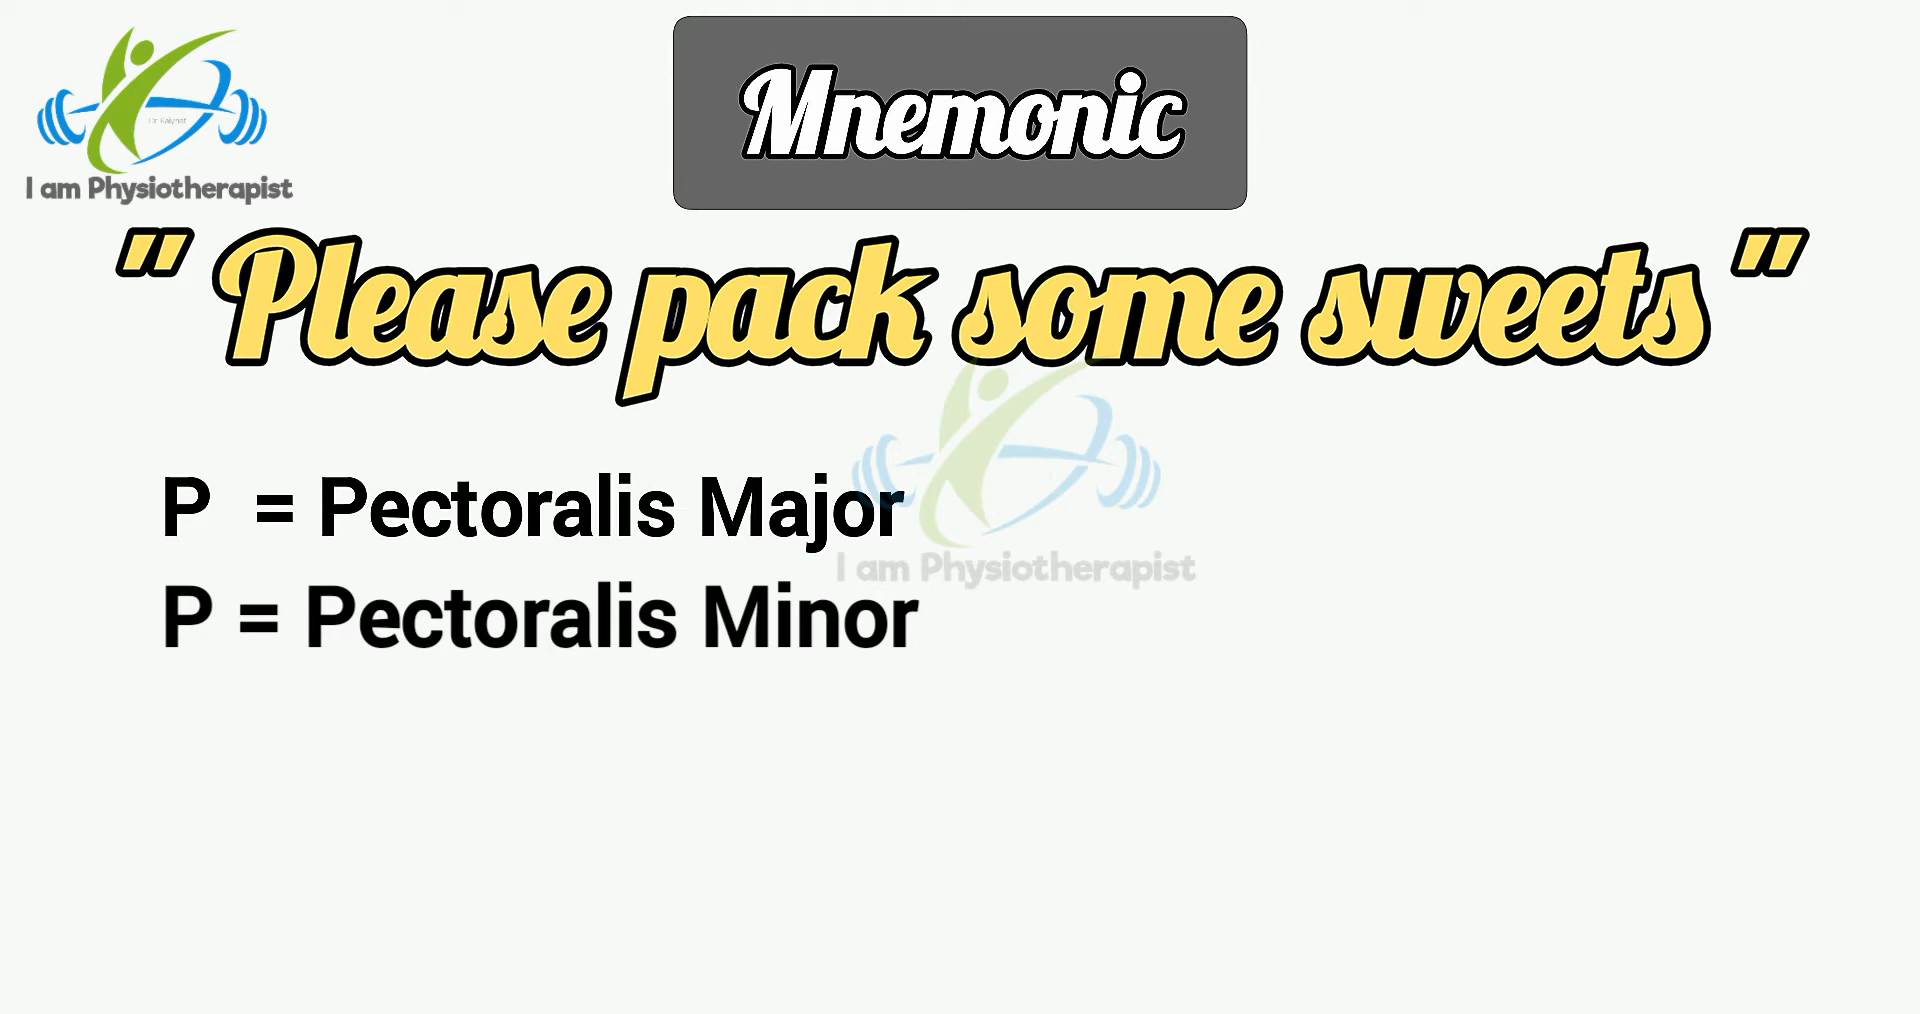 Mnemonic
I am Physiotherapist
" Please pack some sweets "
P = Pectoralis Major
I am Physiotherapist
P = Pectoralis Minor